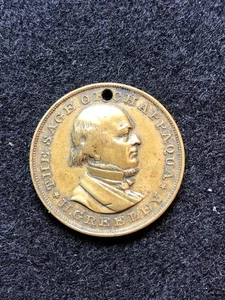 THE SAGE OF CHAPPAQUA
H. GREELEY